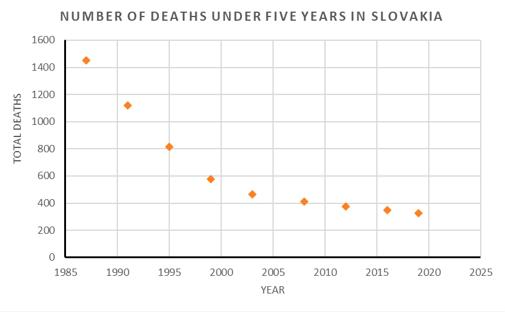 NUMBER OF DEATHS UNDER FIVE YEARS IN SLOVAKIA
1600
1400
1200
1000
800
600
400
200
0
TOTAL DEATHS
1985 1990 1995 2000 2005 2010 2015 2020 2025
YEAR